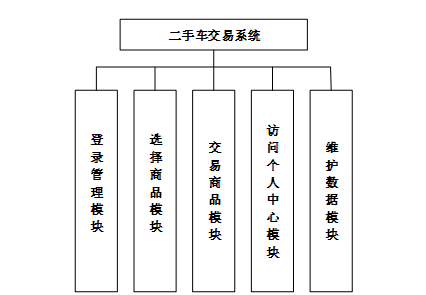 二手车交易系统
登录管理模块
选择商品模块
交易商品模块
访问个人中心模块
维护数据模块